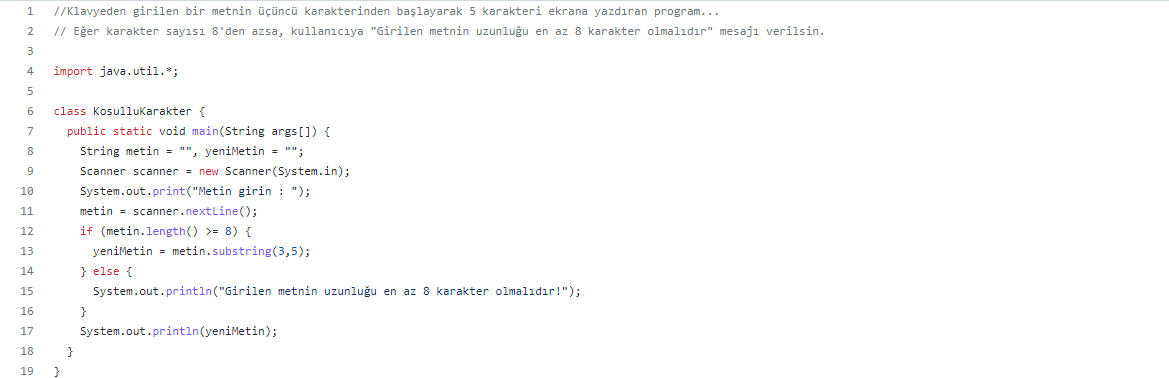 1 //Klavyeden girilen bir metnin üçüncü karakterinden başlayarak 5 karakteri ekrana yazdıran program...
2 // Eğer karakter sayısı 8'den azsa, kullanıcıya "Girilen metnin uzunluğu en az 8 karakter olmalıdır" mesajı verilsin.
3
4 import java.util.*;
5
6 class KosulluKarakter {
7 public static void main(String args[]) {
8 String metin = "", yeniMetin = "";
9 Scanner scanner = new Scanner(System.in);
10 System.out.print("Metin girin : ");
11 metin = scanner.nextLine();
12 if (metin.length() >= 8) {
13 yeniMetin = metin.substring(3,5);
14 } else {
15 System.out.println("Girilen metnin uzunluğu en az 8 karakter olmalıdır!");
16 }
17 System.out.println(yeniMetin);
18 }
19 }